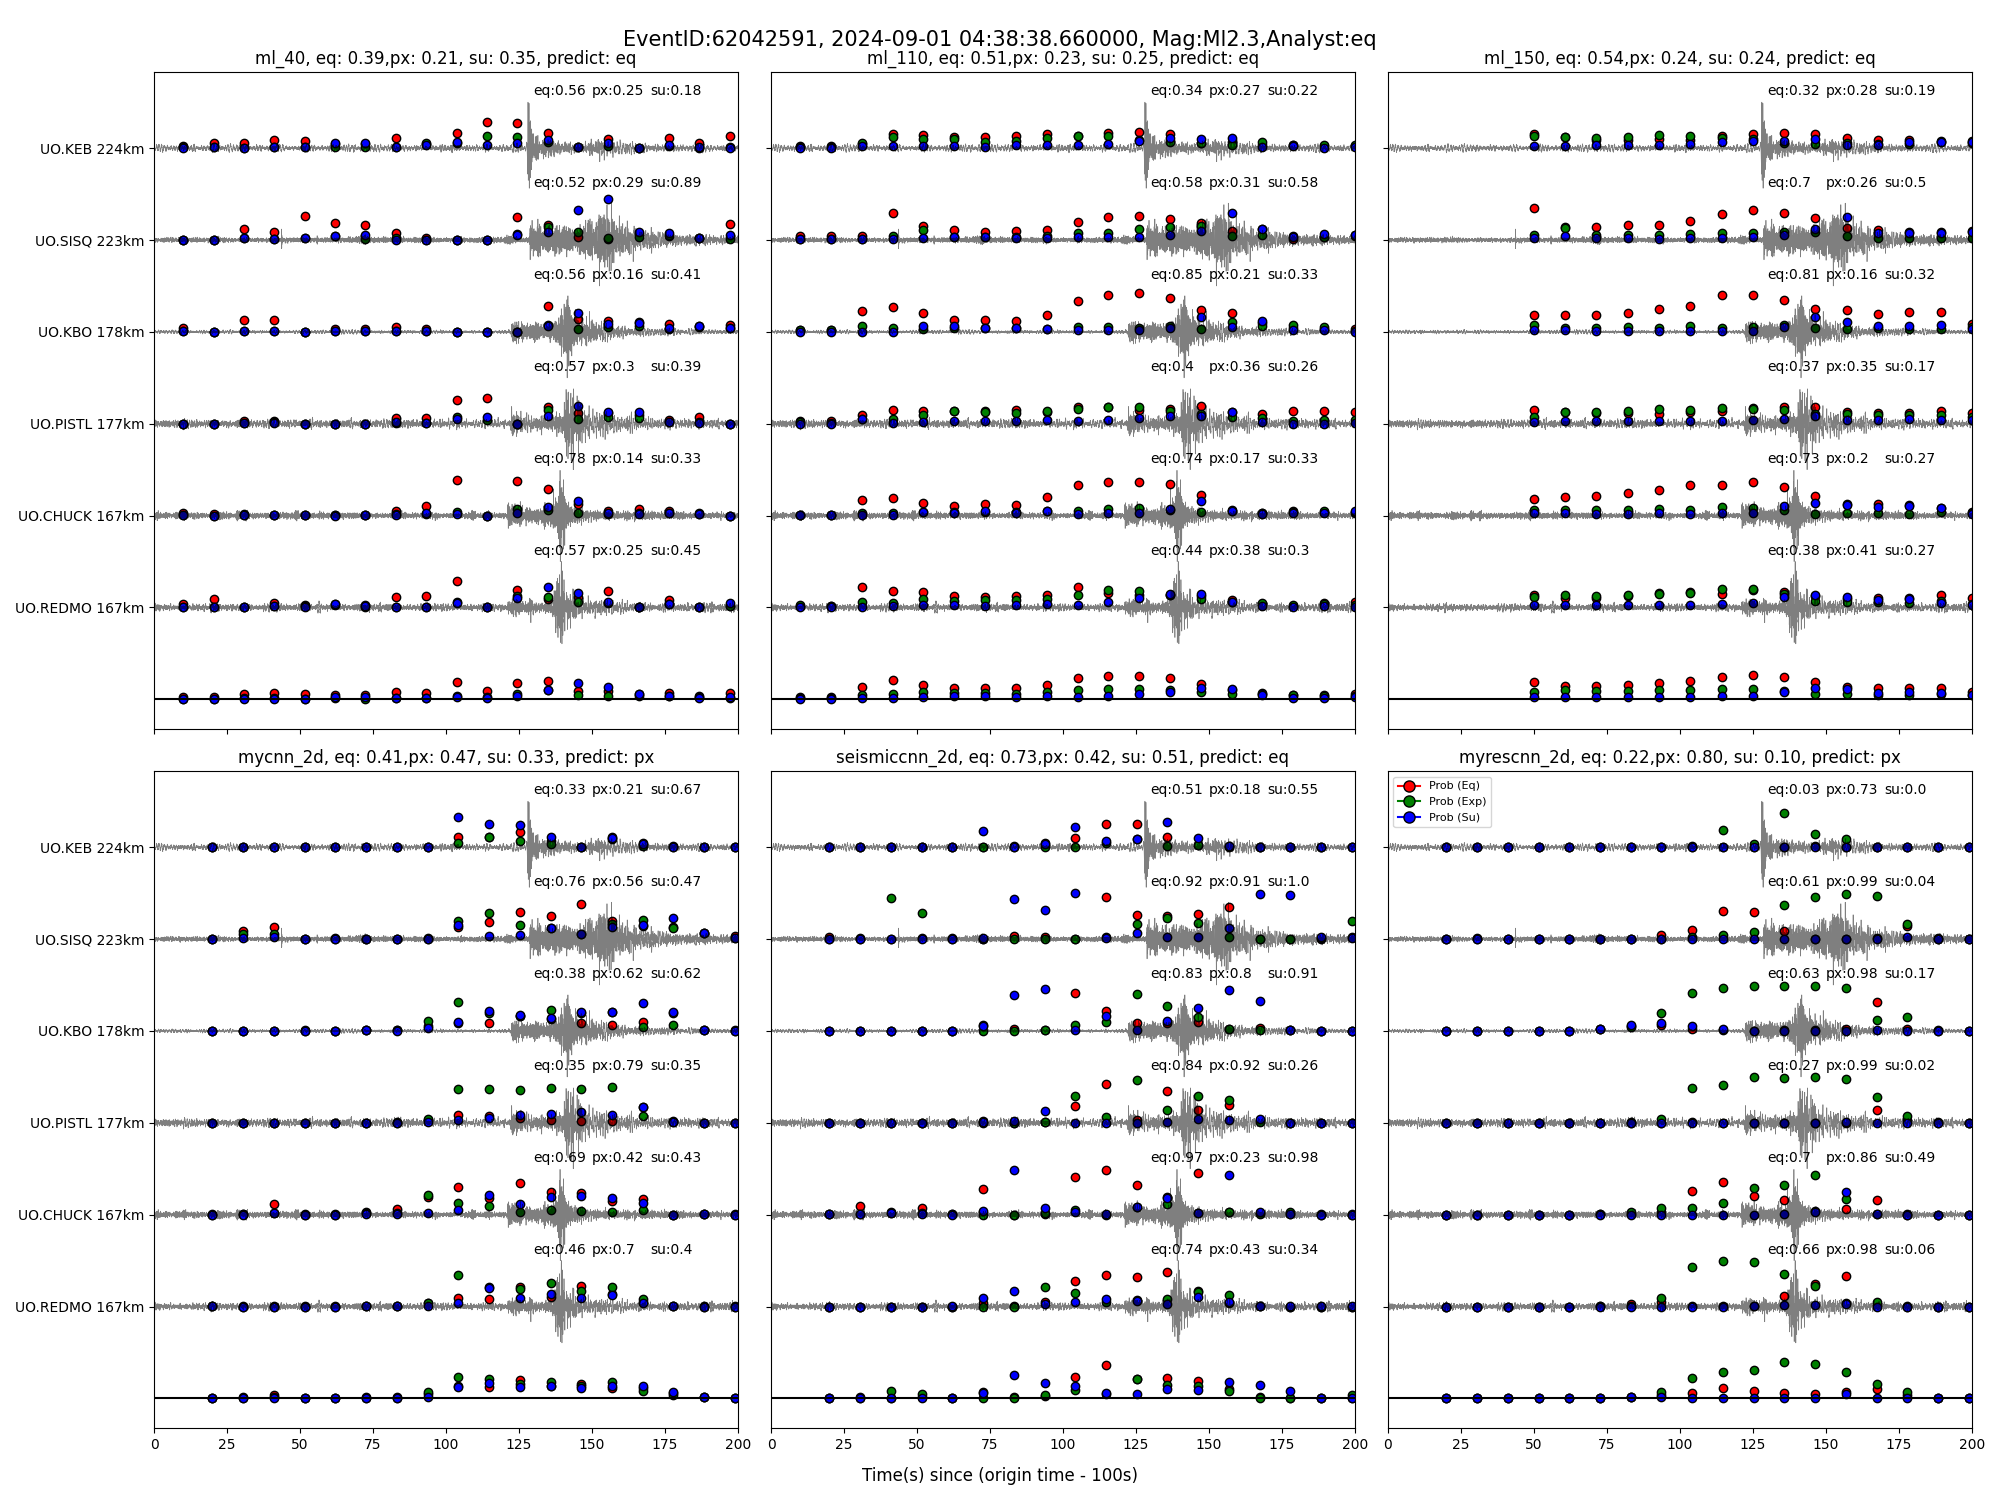 EventID:62042591, 2024-09-01 04:38:38.660000, Mag:Ml2.3,Analyst:eq
ml_40, eq: 0.39,px: 0.21, su: 0.35, predict: eq
eq:0.56 px:0.25 su:0.18
UO.KEB 224km
eq:0.52 px:0.29 su:0.89
UO.SISQ 223km
eq:0.56 px:0.16 su:0.41
UO.KBO 178km
eq:0.57 px:0.3 su:0.39
UO.PISTL 177km
eq:0.78 px:0.14 su:0.33
UO.CHUCK 167km
eq:0.57 px:0.25 su:0.45
UO.REDMO 167km
ml_110, eq: 0.51,px: 0.23, su: 0.25, predict: eq
eq:0.34 px:0.27 su:0.22
eq:0.58 px:0.31 su:0.58
eq:0.85 px:0.21 su:0.33
eq:0.4 px:0.36 su:0.26
eq:0.74 px:0.17 su:0.33
eq:0.44 px:0.38 su:0.3
ml_150, eq: 0.54,px: 0.24, su: 0.24, predict: eq
eq:0.32 px:0.28 su:0.19
eq:0.7 px:0.26 su:0.5
eq:0.81 px:0.16 su:0.32
eq:0.37 px:0.35 su:0.17
eq:0.73 px:0.2 su:0.27
eq:0.38 px:0.41 su:0.27
mycnn_2d, eq: 0.41,px: 0.47, su: 0.33, predict: px
eq:0.33 px:0.21 su:0.67
UO.KEB 224km
eq:0.76 px:0.56 su:0.47
UO.SISQ 223km
eq:0.38 px:0.62 su:0.62
UO.KBO 178km
eq:0.35 px:0.79 su:0.35
UO.PISTL 177km
eq:0.69 px:0.42 su:0.43
UO.CHUCK 167km
eq:0.46 px:0.7 su:0.4
UO.REDMO 167km
0 25 50 75 100 125 150 175 200
seismiccnn_2d, eq: 0.73,px: 0.42, su: 0.51, predict: eq
eq:0.51 px:0.18 su:0.55
eq:0.92 px:0.91 su:1.0
eq:0.83 px:0.8 su:0.91
eq:0.84 px:0.92 su:0.26
eq:0.97 px:0.23 su:0.98
eq:0.74 px:0.43 su:0.34
0 25 50 75 100 125 150 175 200
myrescnn_2d, eq: 0.22,px: 0.80, su: 0.10, predict: px
Prob (Eq)
Prob (Exp)
Prob (Su)
eq:0.03 px:0.73 su:0.0
eq:0.61 px:0.99 su:0.04
eq:0.63 px:0.98 su:0.17
eq:0.27 px:0.99 su:0.02
eq:0.7 px:0.86 su:0.49
eq:0.66 px:0.98 su:0.06
0 25 50 75 100 125 150 175 200
Time(s) since (origin time - 100s)